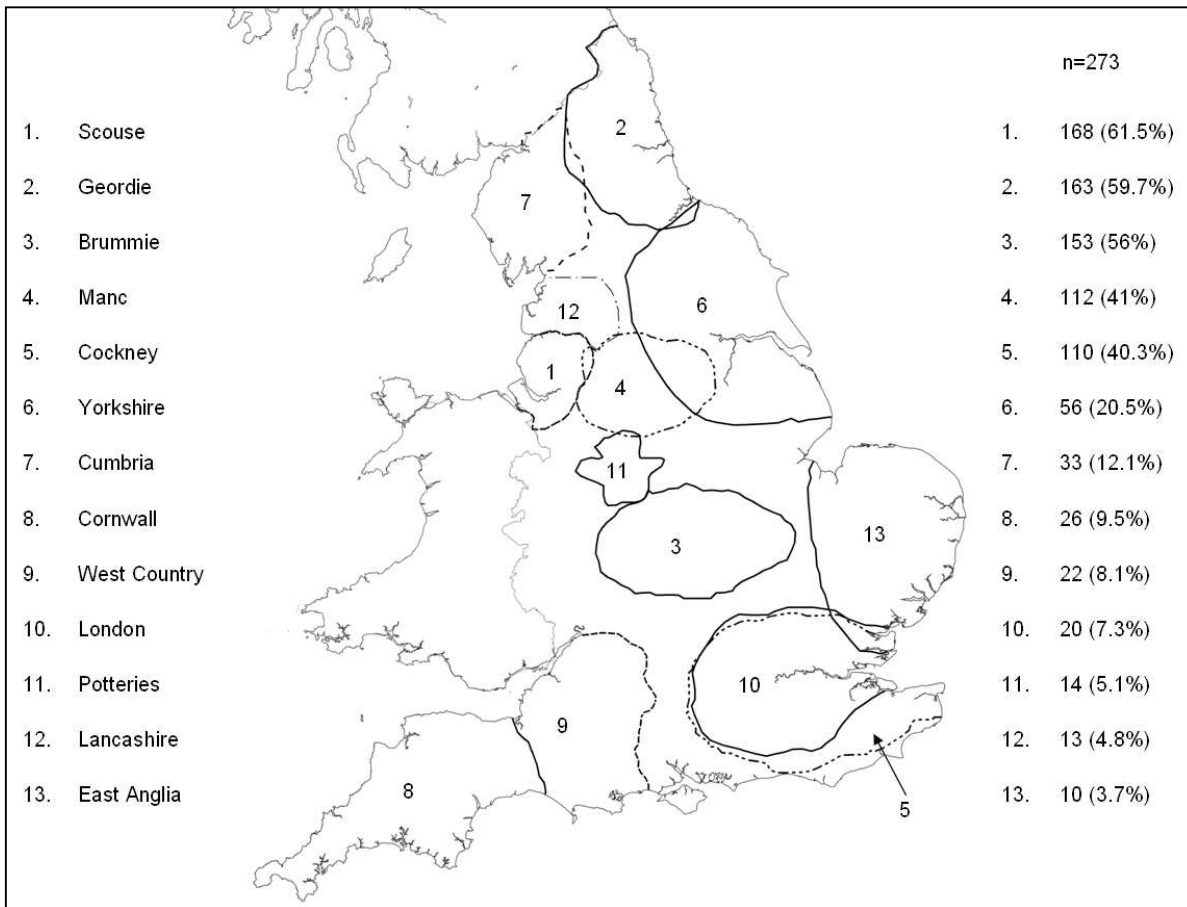 n=273
1. Scouse 1. 168 (61.5%)
2. Geordie 2. 163 (59.7%)
3. Brummie 3. 153 (56%)
4. Manc 4. 112 (41%)
5. Cockney 5. 110 (40.3%)
6. Yorkshire 6. 56 (20.5%)
7. Cumbria 7. 33 (12.1%)
8. Cornwall 8. 26 (9.5%)
9. West Country 9. 22 (8.1%)
10. London 10. 20 (7.3%)
11. Potteries 11. 14 (5.1%)
12. Lancashire 12. 13 (4.8%)
13. East Anglia 13. 10 (3.7%)
2
7
6
12
1
4
11
3
13
10
9
8
5